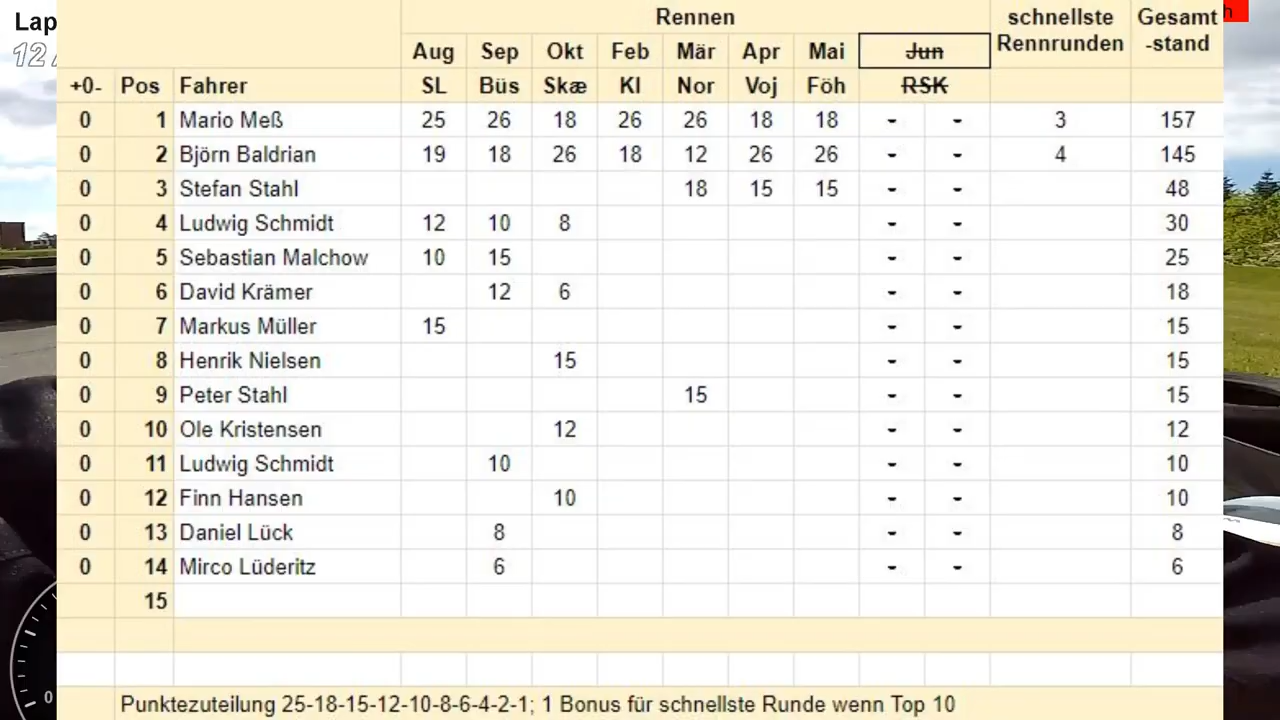 Lap
12
h
0
Rennen schnellste Gesamt
Aug Sep Okt Feb Mär Apr Mai Jun Rennrunden -stand
+0- Pos Fahrer SL Büs Skæ Kl Nor Voj Föh RSK
0 1 Mario Meß 25 26 18 26 26 18 18 - - 3 157
0 2 Björn Baldrian 19 18 26 18 12 26 26 - - 4 145
0 3 Stefan Stahl 18 15 15 - - 48
0 4 Ludwig Schmidt 12 10 8 - - 30
0 5 Sebastian Malchow 10 15 - - 25
0 6 David Krämer 12 6 - - 18
0 7 Markus Müller 15 - - 15
0 8 Henrik Nielsen 15 - - 15
0 9 Peter Stahl 15 - - 15
0 10 Ole Kristensen 12 - - 12
0 11 Ludwig Schmidt 10 - - 10
0 12 Finn Hansen 10 - - 10
0 13 Daniel Lück 8 - - 8
0 14 Mirco Lüderitz 6 - - 6
15
Punktezuteilung 25-18-15-12-10-8-6-4-2-1; 1 Bonus für schnellste Runde wenn Top 10